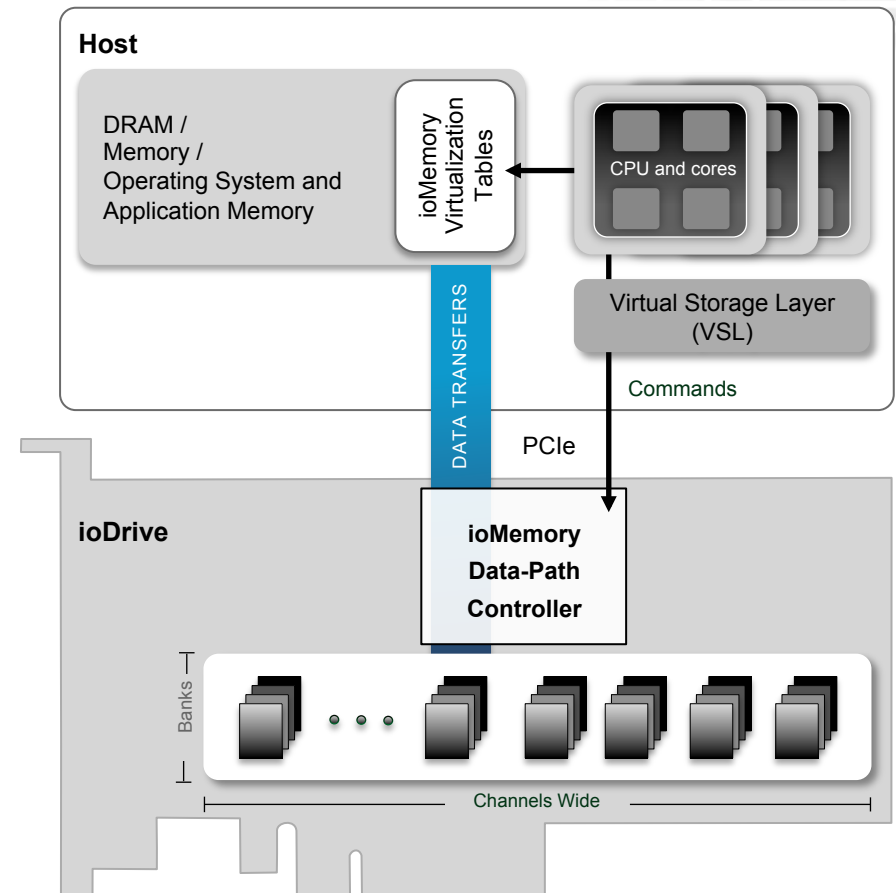 Host
DRAM /
Memory /
Operating System and
Application Memory
ioMemory
Virtualization
Tables
CPU and cores
Virtual Storage Layer
(VSL)
DATA TRANSFERS
Commands
PCIe
ioDrive
ioMemory
Data-Path
Controller
Banks
Channels Wide